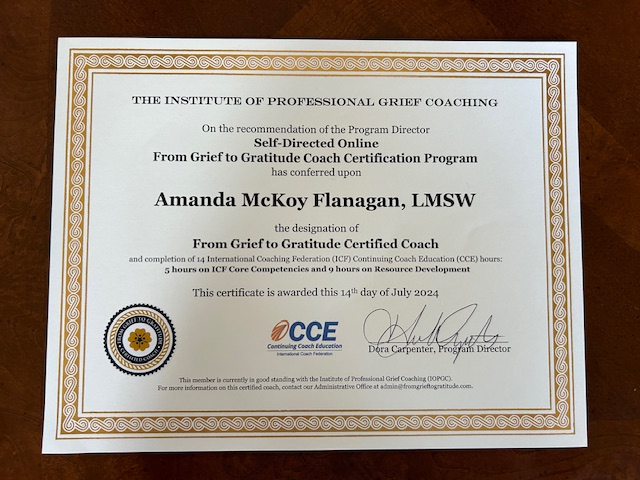 THE INSTITUTE OF PROFESSIONAL GRIEF COACHING
On the recommendation of the Program Director
Self-Directed Online
From Grief to Gratitude Coach Certification Program
has conferred upon
Amanda McKoy Flanagan, LMSW
the designation of
From Grief to Gratitude Certified Coach
and completion of 14 International Coaching Federation (ICF) Continuing Coach Education (CCE) hours:
5 hours on ICF Core Competencies and 9 hours on Resource Development
This certificate is awarded this 14th day of July 2024
CCE
Continuing Coach Education
International Coach Federation
Dora Carpenter, Program Director
This member is currently in good standing with the Institute of Professional Grief Coaching (IOPGC).
For more information on this certified coach, contact our Administrative Office at admin@fromgrieftogratitude.com.